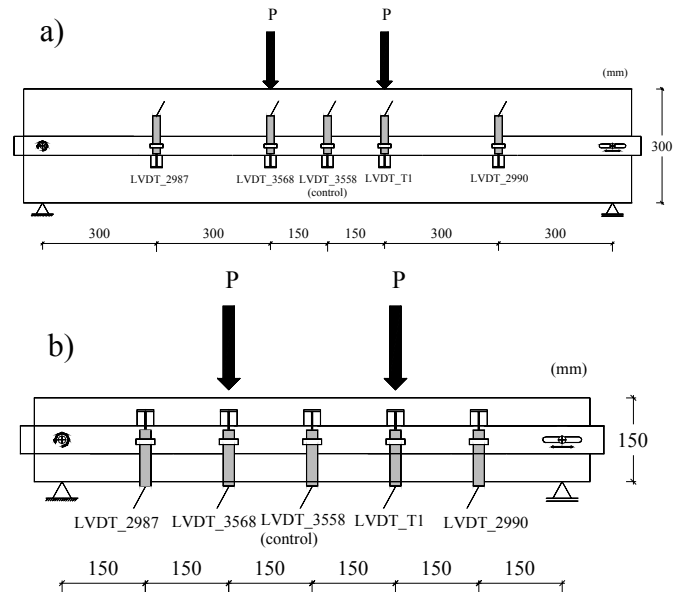 a)
P P
(mm)
300
LVDT_2987 LVDT_3568 LVDT_3558 LVDT_T1 LVDT_2990
(control)
300 300 150 150 300 300
b)
P P
(mm)
150
LVDT_2987 LVDT_3568 LVDT_3558 LVDT_T1 LVDT_2990
(control)
150 150 150 150 150 150